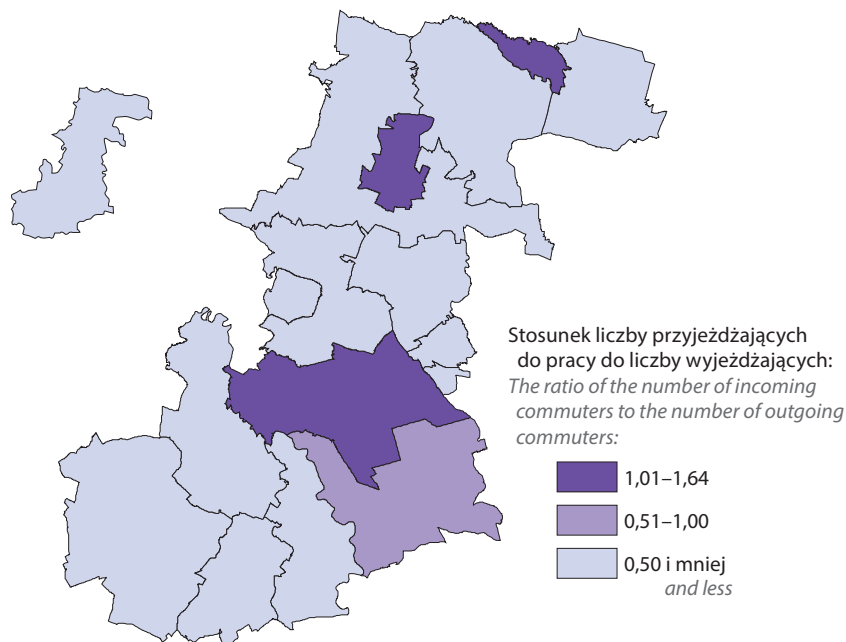 Stosunek liczby przyjeżdżających
do pracy do liczby wyjeżdżających:
The ratio of the number of incoming
commuters to the number of outgoing
commuters:
1,01–1,64
0,51–1,00
0,50 i mniej
and less